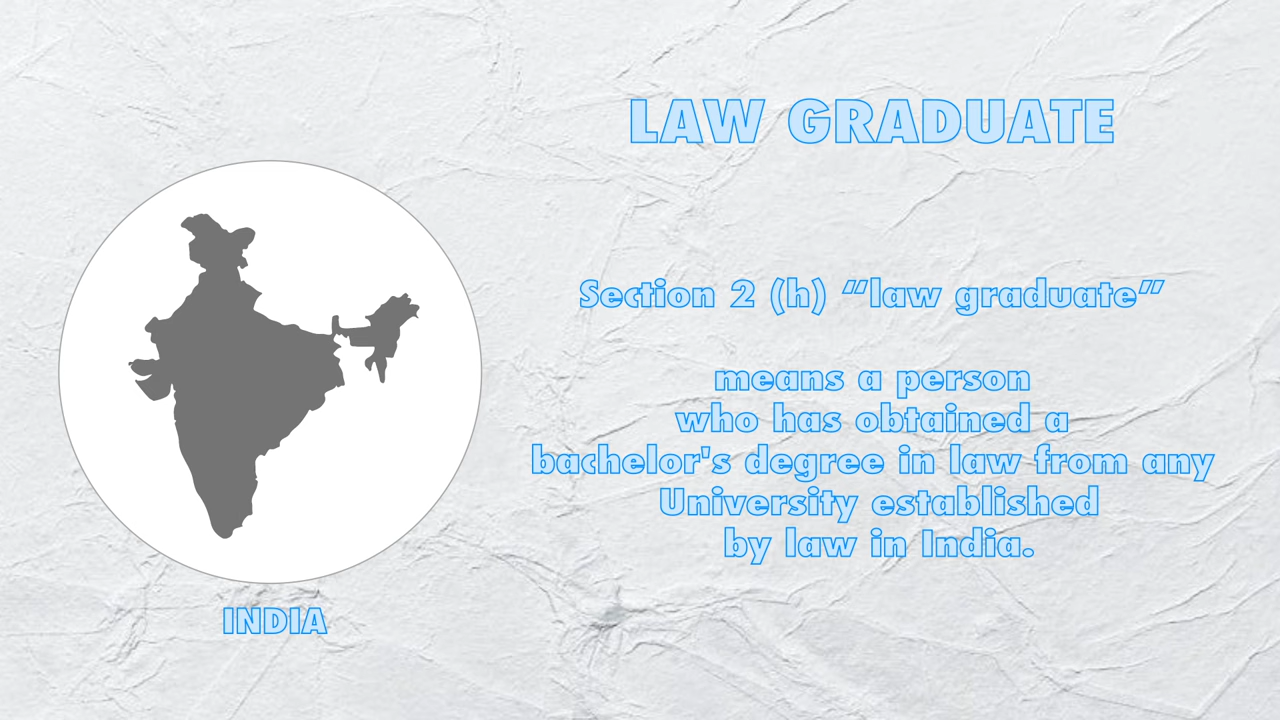 LAW GRADUATE
Section 2 (h) “law graduate”
means a person
who has obtained a
bachelor's degree in law from any
University established
by law in India.
INDIA